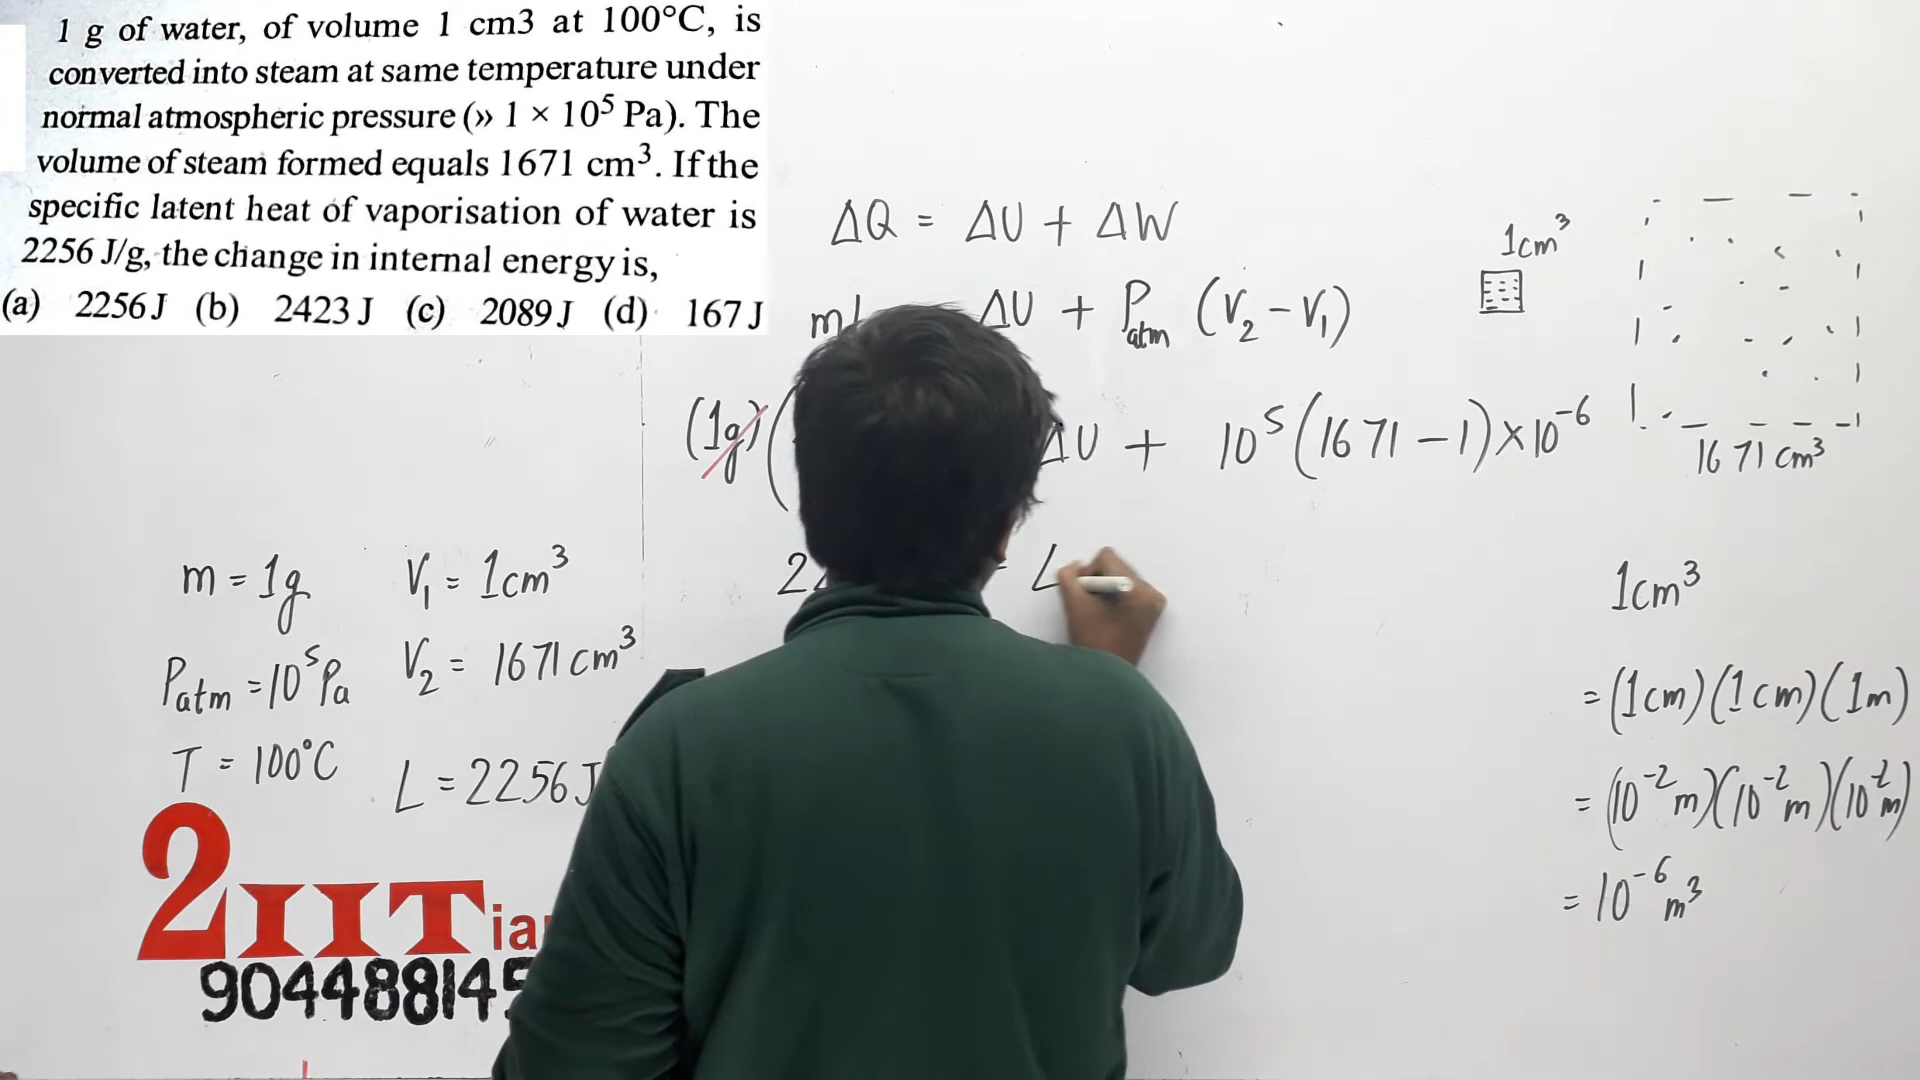 1 g of water, of volume 1 cm3 at 100°C, is
converted into steam at same temperature under
normal atmospheric pressure (» 1 × 10⁵ Pa). The
volume of steam formed equals 1671 cm³. If the
specific latent heat of vaporisation of water is
2256 J/g, the change in internal energy is,
(a) 2256 J (b) 2423 J (c) 2089 J (d) 167 J
ΔQ = ΔU + ΔW
ΔU + P_atm (V₂ - V₁)
(1g)( ΔU + 10⁵ (1671 - 1) × 10⁻⁶
1cm³
1671 cm³
m = 1g V₁ = 1cm³
P_atm = 10⁵ Pa V₂ = 1671 cm³
T = 100°C L = 2256 J
1cm³
= (1cm)(1cm)(1m)
= (10⁻² m)(10⁻² m)(10⁻² m)
= 10⁻⁶ m³
2IITia
90448814